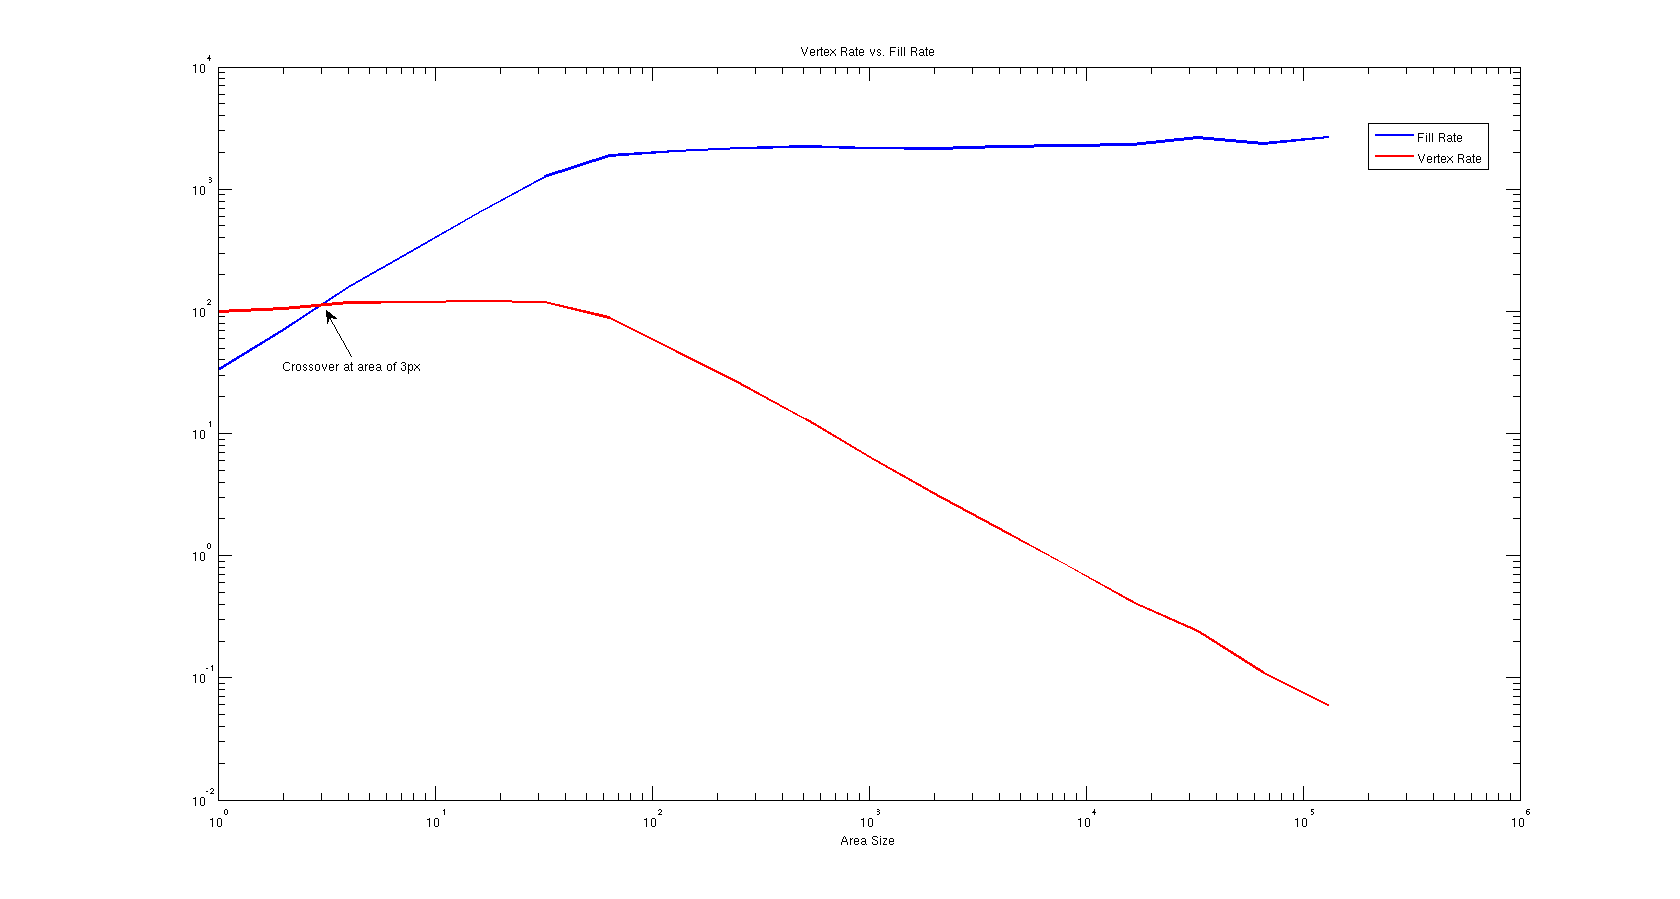 Vertex Rate vs. Fill Rate
10^4
10^3
10^2
10^1
10^0
10^-1
10^-2
Fill Rate
Vertex Rate
Crossover at area of 3px
10^0 10^1 10^2 10^3 10^4 10^5 10^6
Area Size